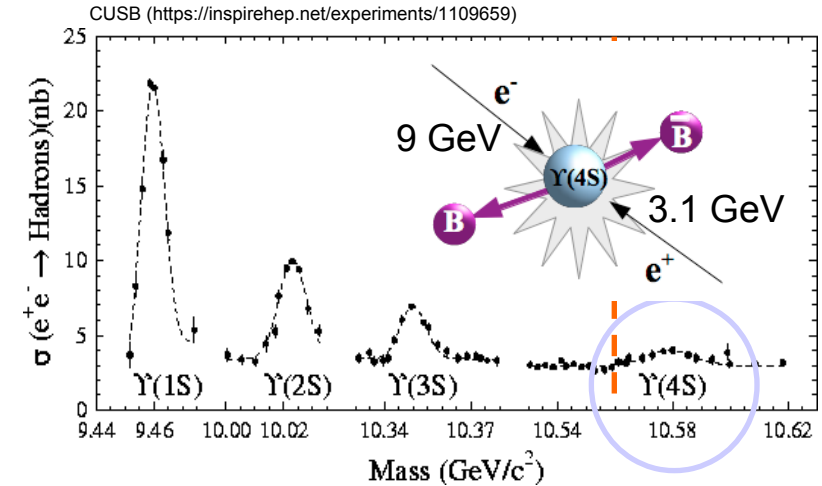 CUSB (https://inspirehep.net/experiments/1109659)
25
20
15
10
5
0
σ (e⁺e⁻ → Hadrons)(nb)
e⁻
9 GeV
B̅
ϒ(4S)
B
3.1 GeV
e⁺
ϒ(1S) ϒ(2S) ϒ(3S) ϒ(4S)
9.44 9.46 10.00 10.02 10.34 10.37 10.54 10.58 10.62
Mass (GeV/c²)